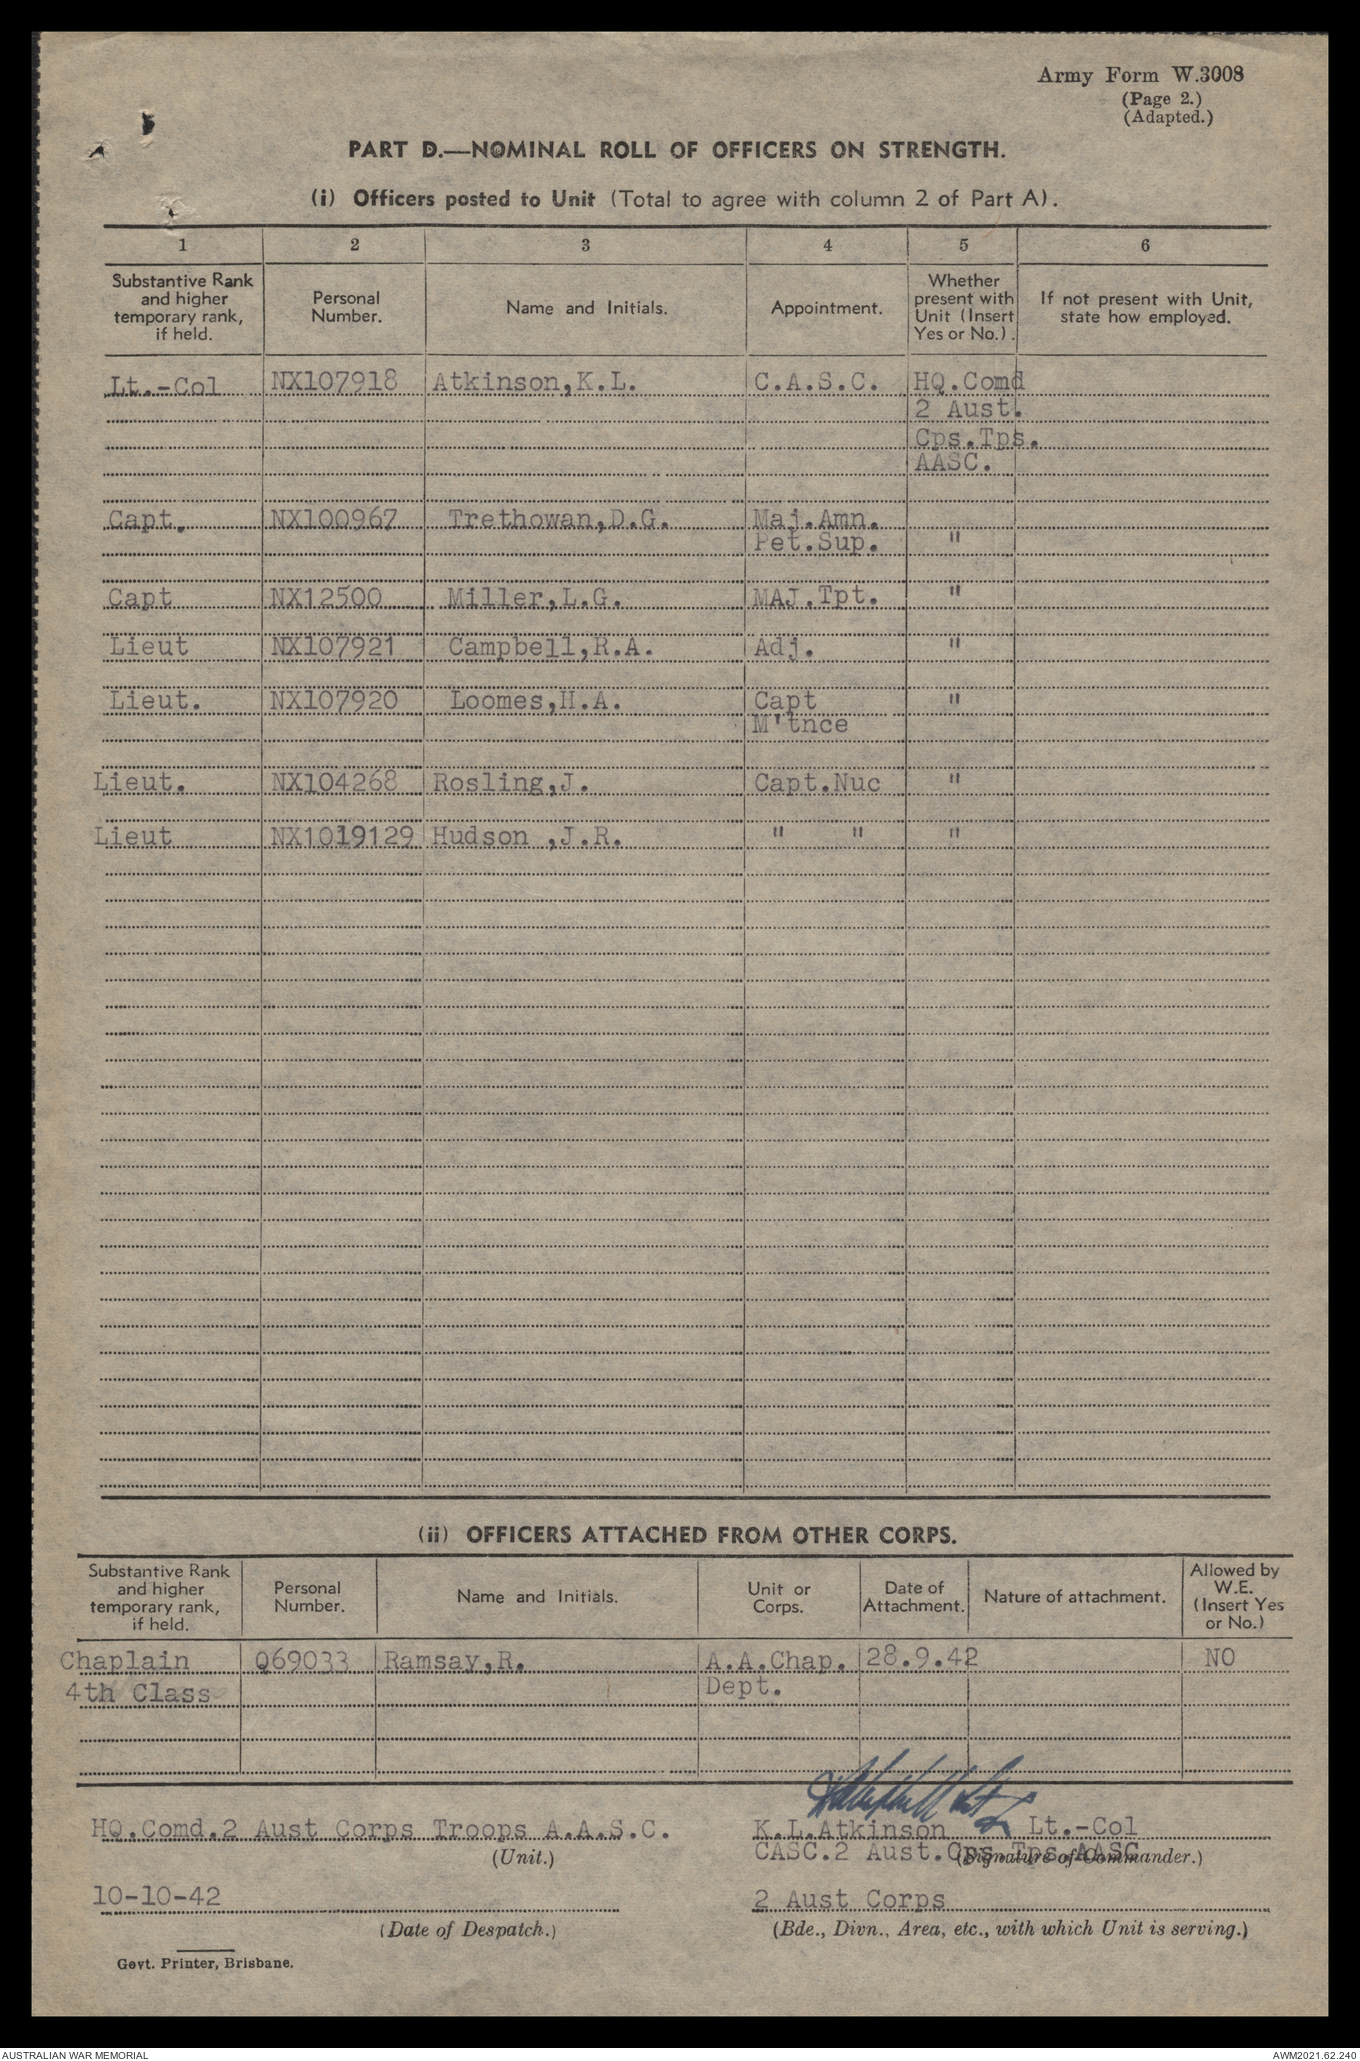 Army Form W.3008
(Page 2.)
(Adapted.)
PART D.—NOMINAL ROLL OF OFFICERS ON STRENGTH.
(i) Officers posted to Unit (Total to agree with column 2 of Part A).
1 2 3 4 5 6
Substantive Rank and higher temporary rank, if held. Personal Number. Name and Initials. Appointment. Whether present with Unit (Insert Yes or No.). If not present with Unit, state how employed.
Lt.-Col NX107918 Atkinson,K.L. C.A.S.C. HQ.Comd
2 Aust.
Cps.Tps.
AASC.
Capt. NX100967 Trethowan,D.G. Maj.Amn.
Pet.Sup. "
Capt NX12500 Miller,L.G. MAJ.Tpt. "
Lieut NX107921 Campbell,R.A. Adj. "
Lieut. NX107920 Loomes,H.A. Capt "
M'tnce
Lieut. NX104268 Rosling,J. Capt.Nuc "
Lieut NX1019129 Hudson ,J.R. " " "
(ii) OFFICERS ATTACHED FROM OTHER CORPS.
Substantive Rank and higher temporary rank, if held. Personal Number. Name and Initials. Unit or Corps. Date of Attachment. Nature of attachment. Allowed by W.E. (Insert Yes or No.)
Chaplain Q69033 Ramsay,R. A.A.Chap. 28.9.42 NO
4th Class Dept.
HQ.Comd.2 Aust Corps Troops A.A.S.C. K.L.Atkinson Lt.-Col
CASC.2 Aust.Cps.Tps.AASC
(Unit.) (Signature of Commander.)
10-10-42 2 Aust Corps
(Date of Despatch.) (Bde., Divn., Area, etc., with which Unit is serving.)
Govt. Printer, Brisbane.
AUSTRALIAN WAR MEMORIAL AWM2021.62.240